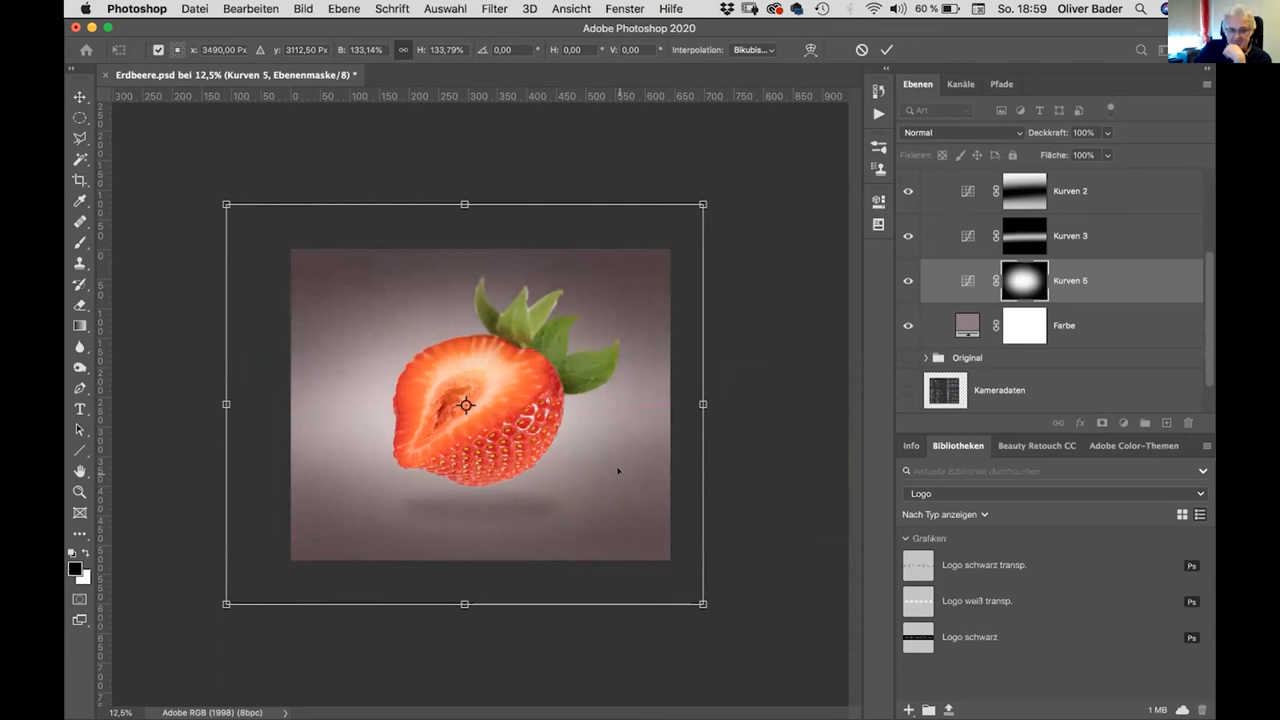 Photoshop Datei Bearbeiten Bild Ebene Schrift Auswahl Filter 3D Ansicht Fenster Hilfe 60 % So. 18:59 Oliver Bader
Adobe Photoshop 2020
x: 3490,00 Px y: 3112,50 Px B: 133,14% H: 133,79% 0,00 ° H: 0,00 ° V: 0,00 ° Interpolation: Bikubis...
× Erdbeere.psd bei 12,5% (Kurven 5, Ebenenmaske/8) *
300 250 200 150 100 50 0 50 100 150 200 250 300 350 400 450 500 550 600 650 700 750 800 850 900
Ebenen Kanäle Pfade
Art
Normal Deckkraft: 100%
Fixieren: Fläche: 100%
Kurven 2
Kurven 3
Kurven 5
Farbe
Original
Kameradaten
fx
Info Bibliotheken Beauty Retouch CC Adobe Color-Themen
Aktuelle Bibliothek durchsuchen
Logo
Nach Typ anzeigen
Grafiken
Logo schwarz transp. Ps
Logo weiß transp. Ps
Logo schwarz Ps
12,5% Adobe RGB (1998) (8bpc)
1 MB